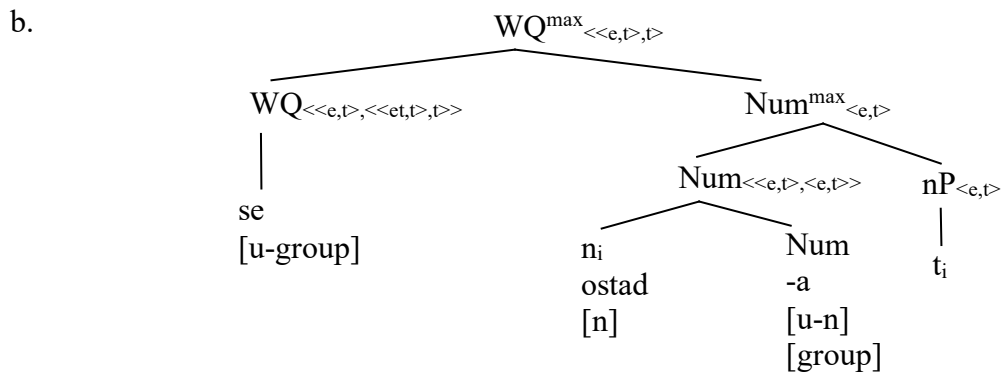 b.
WQmax<<e,t>,t>
WQ<<e,t>,<<et,t>,t>> Nummax<e,t>
Num<<e,t>,<e,t>> nP<e,t>
se
[u-group]
ni Num ti
ostad -a
[n] [u-n]
[group]